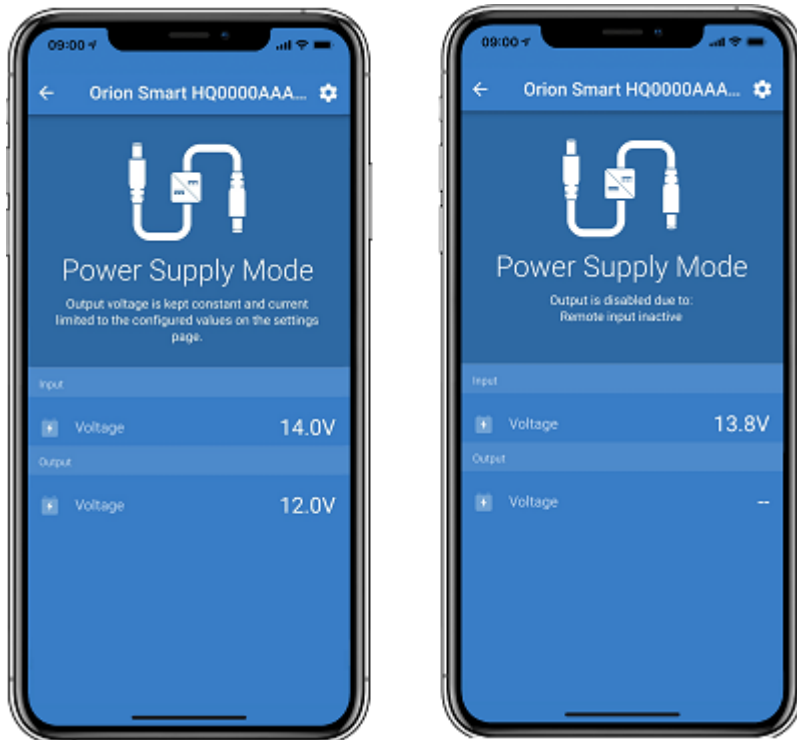 09:00
Orion Smart HQ0000AAA...
Power Supply Mode
Output voltage is kept constant and current
limited to the configured values on the settings
page.
Input
Voltage 14.0V
Output
Voltage 12.0V
09:00
Orion Smart HQ0000AAA...
Power Supply Mode
Output is disabled due to:
Remote input inactive
Input
Voltage 13.8V
Output
Voltage --